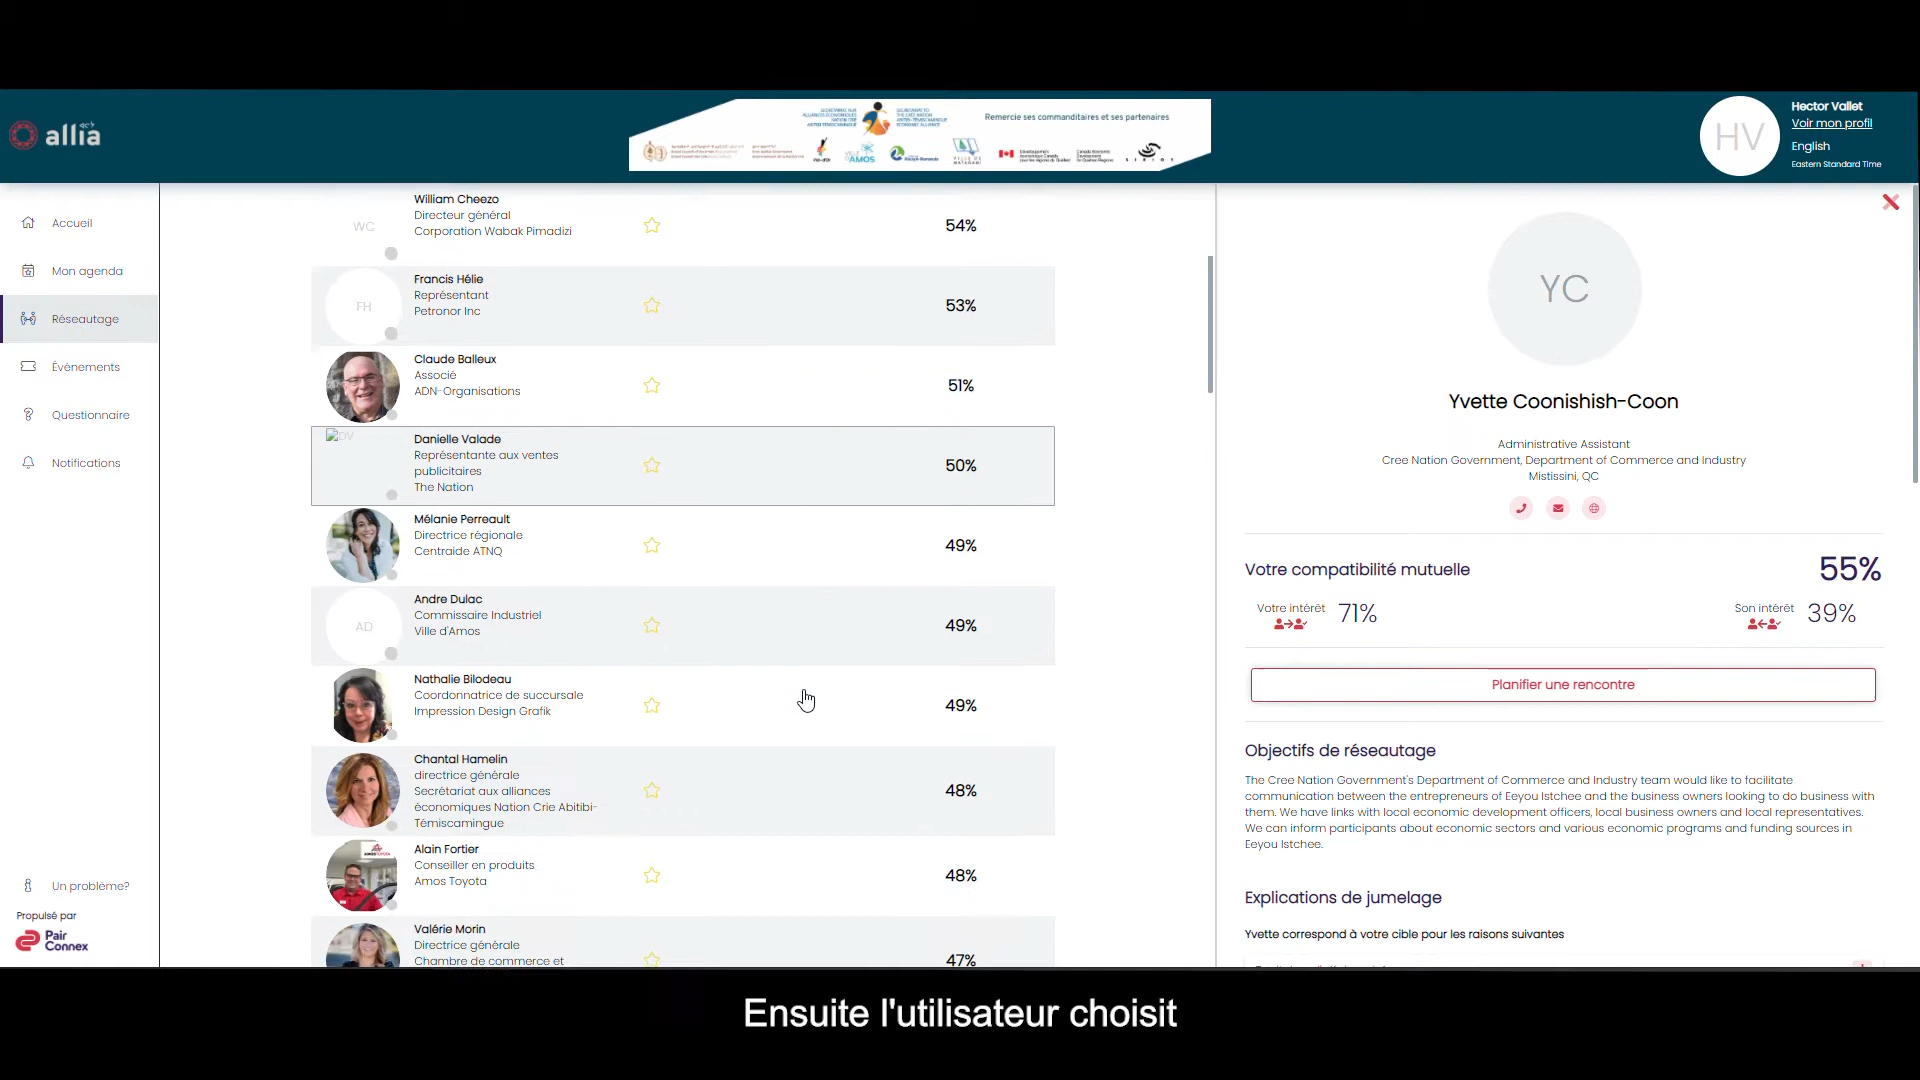 allia
Remercie ses commanditaires et ses partenaires
VILLE D'AMOS
HV
Hector Vallet
Voir mon profil
English
Eastern Standard Time
Accueil
Mon agenda
Réseautage
Événements
Questionnaire
Notifications
Un problème?
Propulsé par
Pair
Connex
WC
William Cheezo
Directeur général
Corporation Wabak Pimadizi
54%
FH
Francis Hélie
Représentant
Petronor Inc
53%
Claude Balleux
Associé
ADN-Organisations
51%
DV
Danielle Valade
Représentante aux ventes
publicitaires
The Nation
50%
Mélanie Perreault
Directrice régionale
Centraide ATNQ
49%
AD
Andre Dulac
Commissaire Industriel
Ville d'Amos
49%
Nathalie Bilodeau
Coordonnatrice de succursale
Impression Design Grafik
49%
Chantal Hamelin
directrice générale
Secrétariat aux alliances
économiques Nation Crie Abitibi-
Témiscamingue
48%
Alain Fortier
Conseiller en produits
Amos Toyota
48%
Valérie Morin
Directrice générale
Chambre de commerce et
47%
YC
Yvette Coonishish-Coon
Administrative Assistant
Cree Nation Government, Department of Commerce and Industry
Mistissini, QC
Votre compatibilité mutuelle
55%
Votre intérêt 71%
Son intérêt 39%
Planifier une rencontre
Objectifs de réseautage
The Cree Nation Government's Department of Commerce and Industry team would like to facilitate
communication between the entrepreneurs of Eeyou Istchee and the business owners looking to do business with
them. We have links with local economic development officers, local business owners and local representatives.
We can inform participants about economic sectors and various economic programs and funding sources in
Eeyou Istchee.
Explications de jumelage
Yvette correspond à votre cible pour les raisons suivantes
Ensuite l'utilisateur choisit